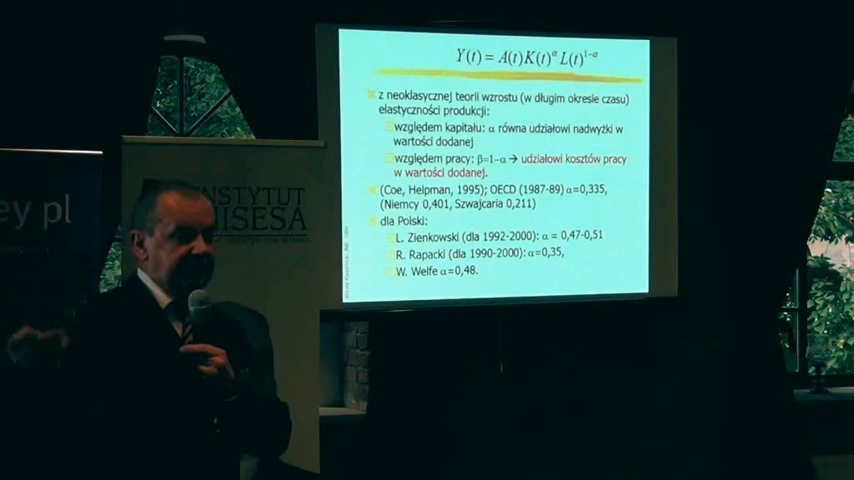 Y(t) = A(t)K(t)^α L(t)^1-α
z neoklasycznej teorii wzrostu (w długim okresie czasu)
elastyczności produkcji:
względem kapitału: α równa udziałowi nadwyżki w
wartości dodanej
względem pracy: β=1-α → udziałowi kosztów pracy
w wartości dodanej.
(Coe, Helpman, 1995); OECD (1987-89) α=0,335,
(Niemcy 0,401, Szwajcaria 0,211)
dla Polski:
L. Zienkowski (dla 1992-2000): α = 0,47-0,51
R. Rapacki (dla 1990-2000): α=0,35,
W. Welfe α=0,48.
ey pl
NSTYTUT
ISESA